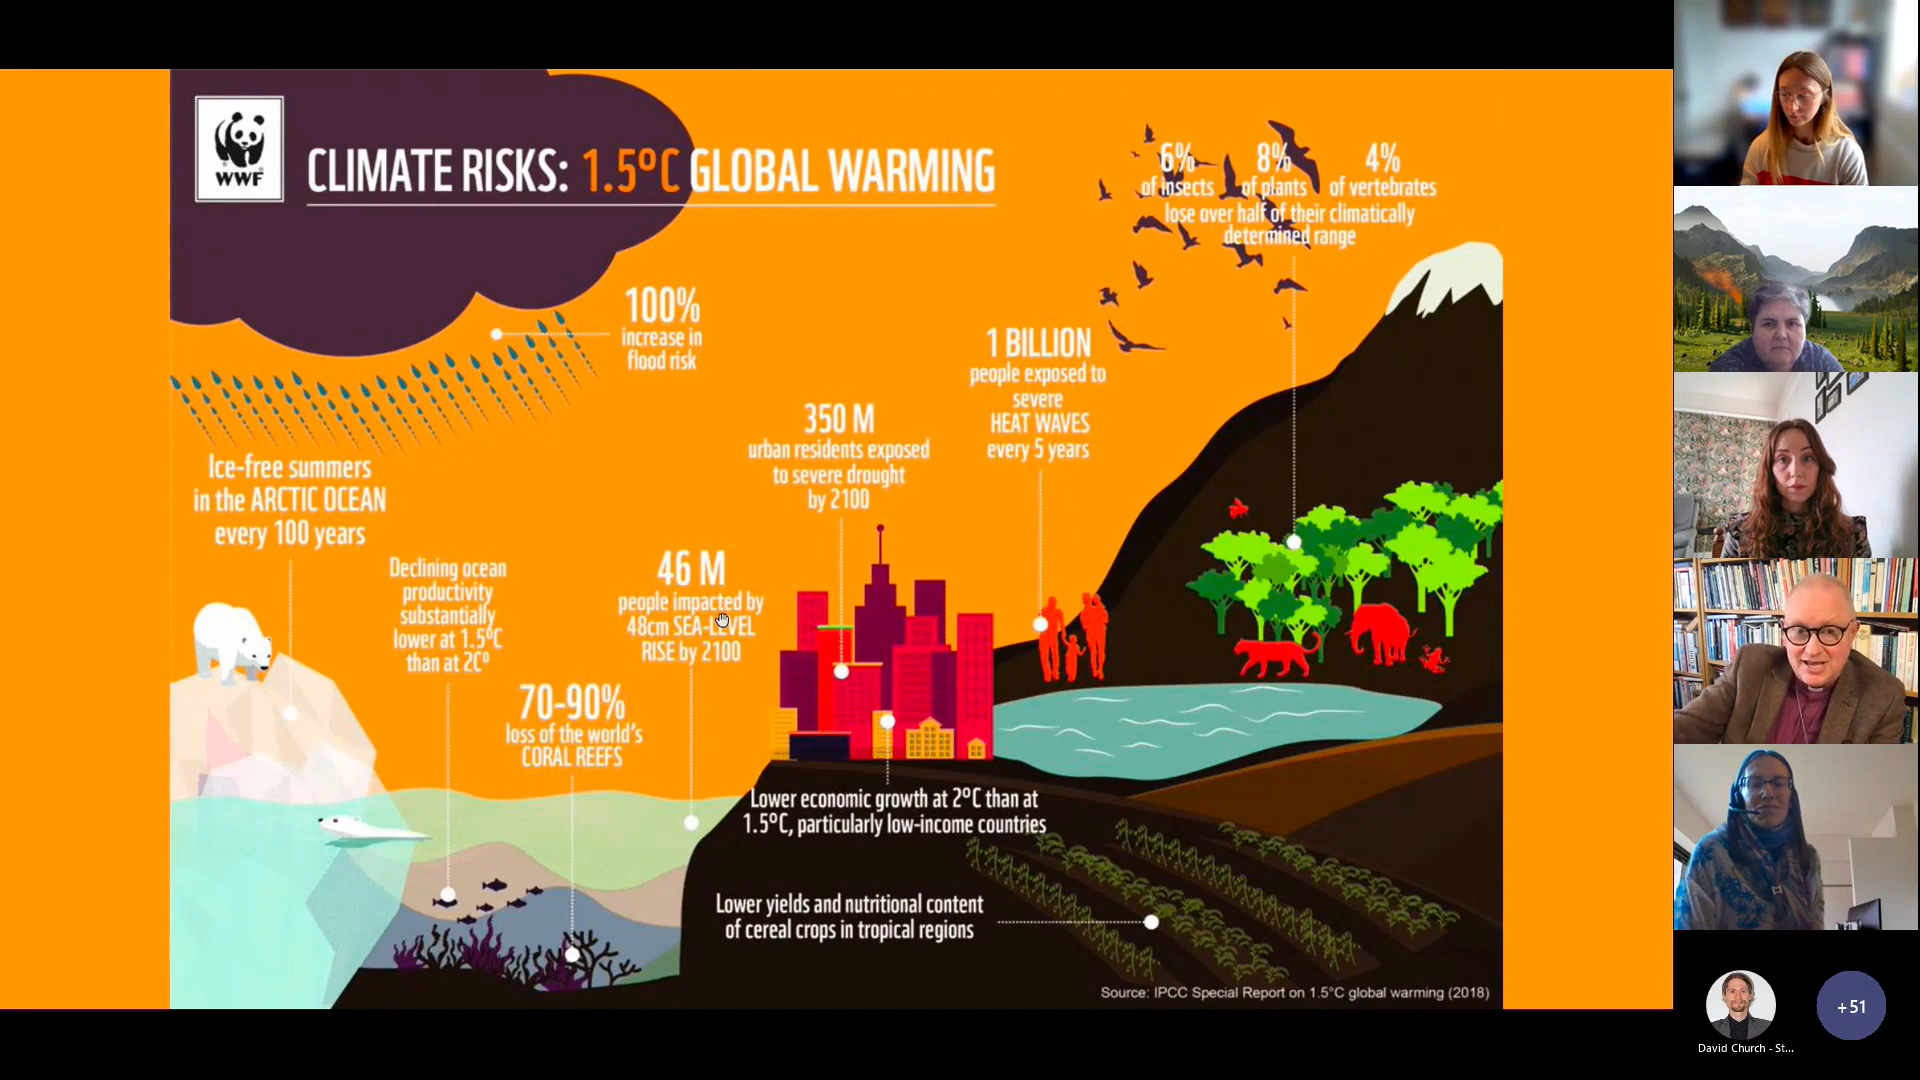 WWF
CLIMATE RISKS: 1.5ºC GLOBAL WARMING
6%
of insects
8%
of plants
4%
of vertebrates
lose over half of their climatically
determined range
100%
increase in
flood risk
1 BILLION
people exposed to
severe
HEAT WAVES
every 5 years
350 M
urban residents exposed
to severe drought
by 2100
Ice-free summers
in the ARCTIC OCEAN
every 100 years
Declining ocean
productivity
substantially
lower at 1.5ºC
than at 2Cº
46 M
people impacted by
48cm SEA-LEVEL
RISE by 2100
70-90%
loss of the world's
CORAL REEFS
Lower economic growth at 2ºC than at
1.5ºC, particularly low-income countries
Lower yields and nutritional content
of cereal crops in tropical regions
Source: IPCC Special Report on 1.5°C global warming (2018)
+51
David Church - St...